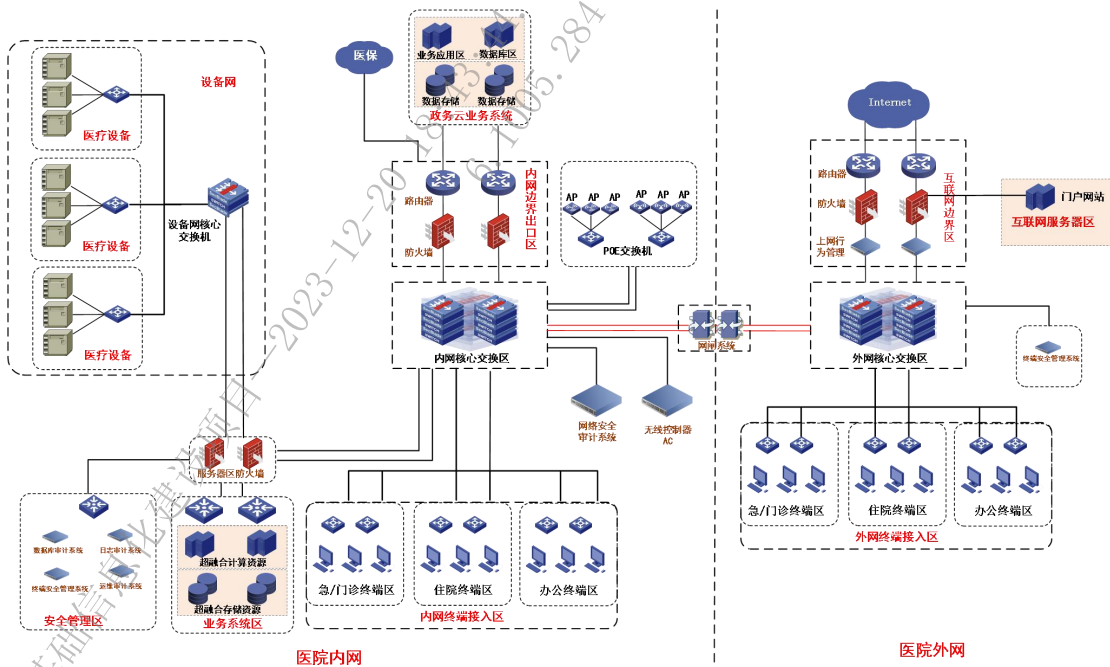 设备网
医疗设备
医疗设备
医疗设备
设备网核心
交换机
医保
业务应用区
数据库区
数据存储
数据存储
政务云业务系统
路由器
防火墙
内网边界出口区
AP
AP
AP
AP
AP
AP
POE交换机
内网核心交换区
网闸系统
网络安全
审计系统
无线控制器
AC
服务器区防火墙
数据库审计系统
日志审计系统
终端安全管理系统
运维审计系统
安全管理区
超融合计算资源
超融合存储资源
业务系统区
急/门诊终端区
住院终端区
办公终端区
内网终端接入区
医院内网
Internet
路由器
防火墙
上网行
为管理
互联网边界区
门户网站
互联网服务器区
外网核心交换区
终端安全管理系统
急/门诊终端区
住院终端区
办公终端区
外网终端接入区
医院外网